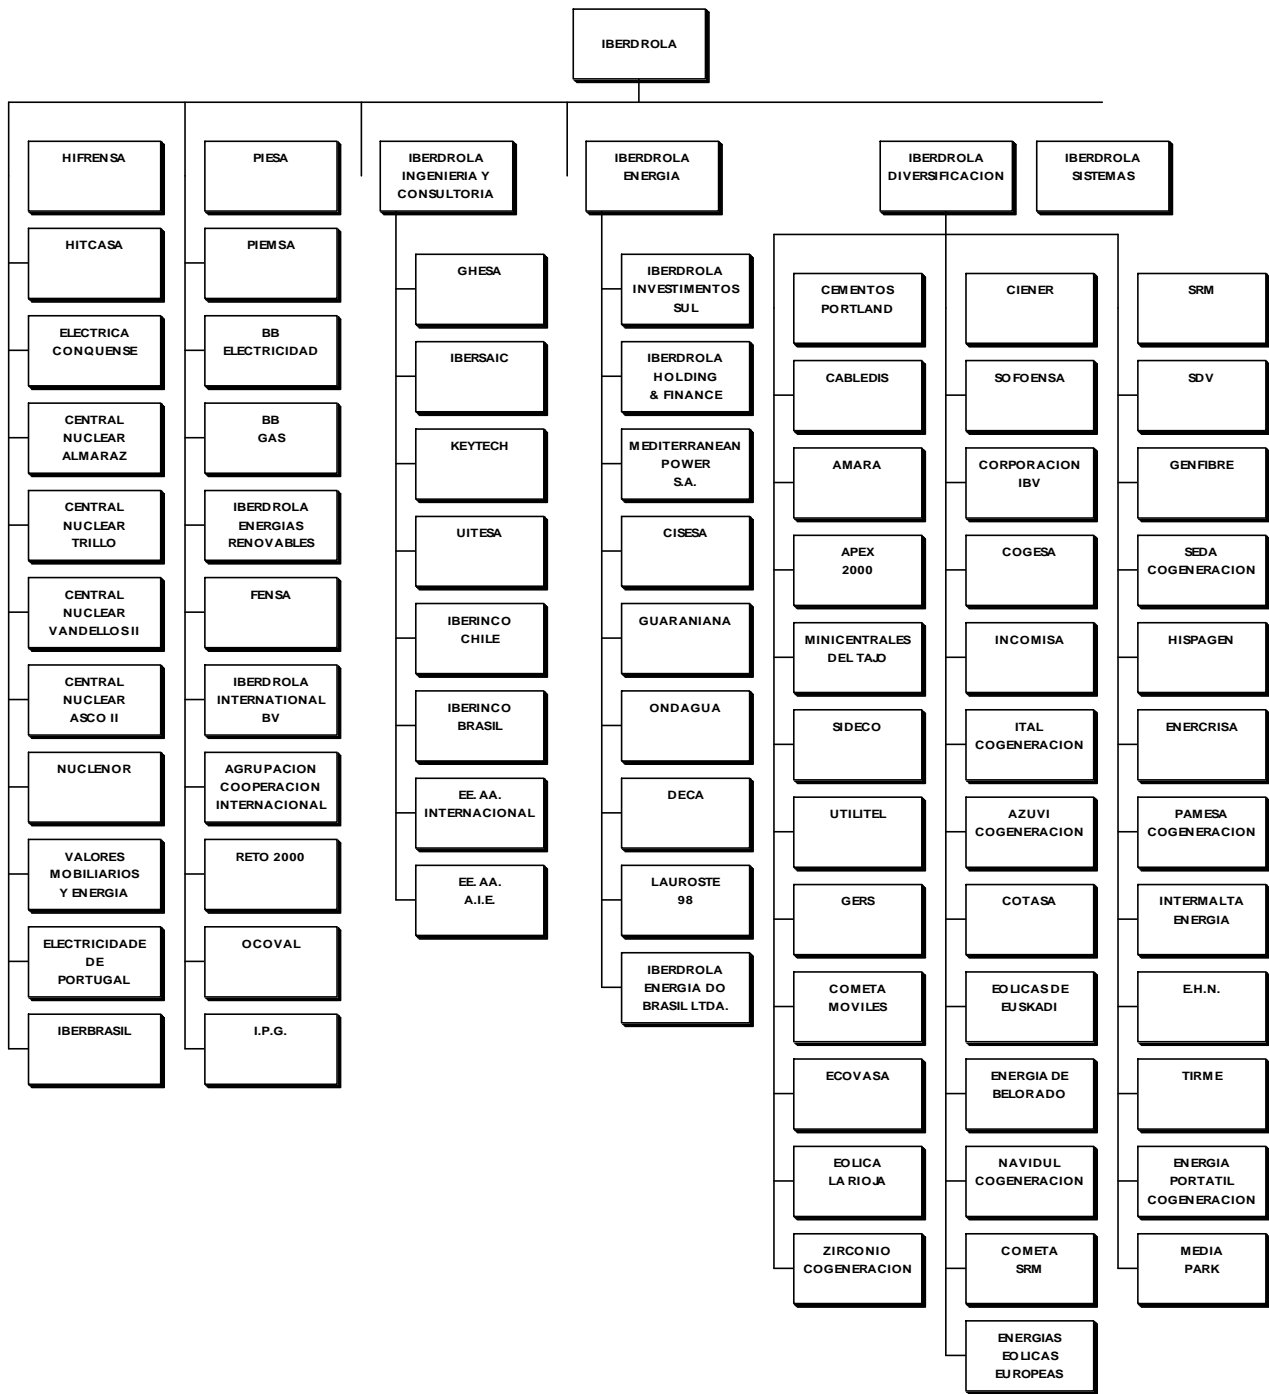 IBERDROLA
HIFRENSA
HITCASA
ELECTRICA
CONQUENSE
CENTRAL
NUCLEAR
ALMARAZ
CENTRAL
NUCLEAR
TRILLO
CENTRAL
NUCLEAR
VANDELLOS II
CENTRAL
NUCLEAR
ASCO II
NUCLENOR
VALORES
MOBILIARIOS
Y ENERGIA
ELECTRICIDADE
DE
PORTUGAL
IBERBRASIL
PIESA
PIEMSA
BB
ELECTRICIDAD
BB
GAS
IBERDROLA
ENERGIAS
RENOVABLES
FENSA
IBERDROLA
INTERNATIONAL
BV
AGRUPACION
COOPERACION
INTERNACIONAL
RETO 2000
OCOVAL
I.P.G.
IBERDROLA
INGENIERIA Y
CONSULTORIA
GHESA
IBERSAIC
KEYTECH
UITESA
IBERINCO
CHILE
IBERINCO
BRASIL
EE. AA.
INTERNACIONAL
EE. AA.
A.I.E.
IBERDROLA
ENERGIA
IBERDROLA
INVESTIMENTOS
SUL
IBERDROLA
HOLDING
& FINANCE
MEDITERRANEAN
POWER
S.A.
CISESA
GUARANIANA
ONDAGUA
DECA
LAUROSTE
98
IBERDROLA
ENERGIA DO
BRASIL LTDA.
IBERDROLA
DIVERSIFICACION
CEMENTOS
PORTLAND
CABLEDIS
AMARA
APEX
2000
MINICENTRALES
DEL TAJO
SIDECO
UTILITEL
GERS
COMETA
MOVILES
ECOVASA
EOLICA
LA RIOJA
ZIRCONIO
COGENERACION
CIENER
SOFOENSA
CORPORACION
IBV
COGESA
INCOMISA
ITAL
COGENERACION
AZUVI
COGENERACION
COTASA
EOLICAS DE
EUSKADI
ENERGIA DE
BELORADO
NAVIDUL
COGENERACION
COMETA
SRM
ENERGIAS
EOLICAS
EUROPEAS
SRM
SDV
GENFIBRE
SEDA
COGENERACION
HISPAGEN
ENERCRISA
PAMESA
COGENERACION
INTERMALTA
ENERGIA
E.H.N.
TIRME
ENERGIA
PORTATIL
COGENERACION
MEDIA
PARK
IBERDROLA
SISTEMAS